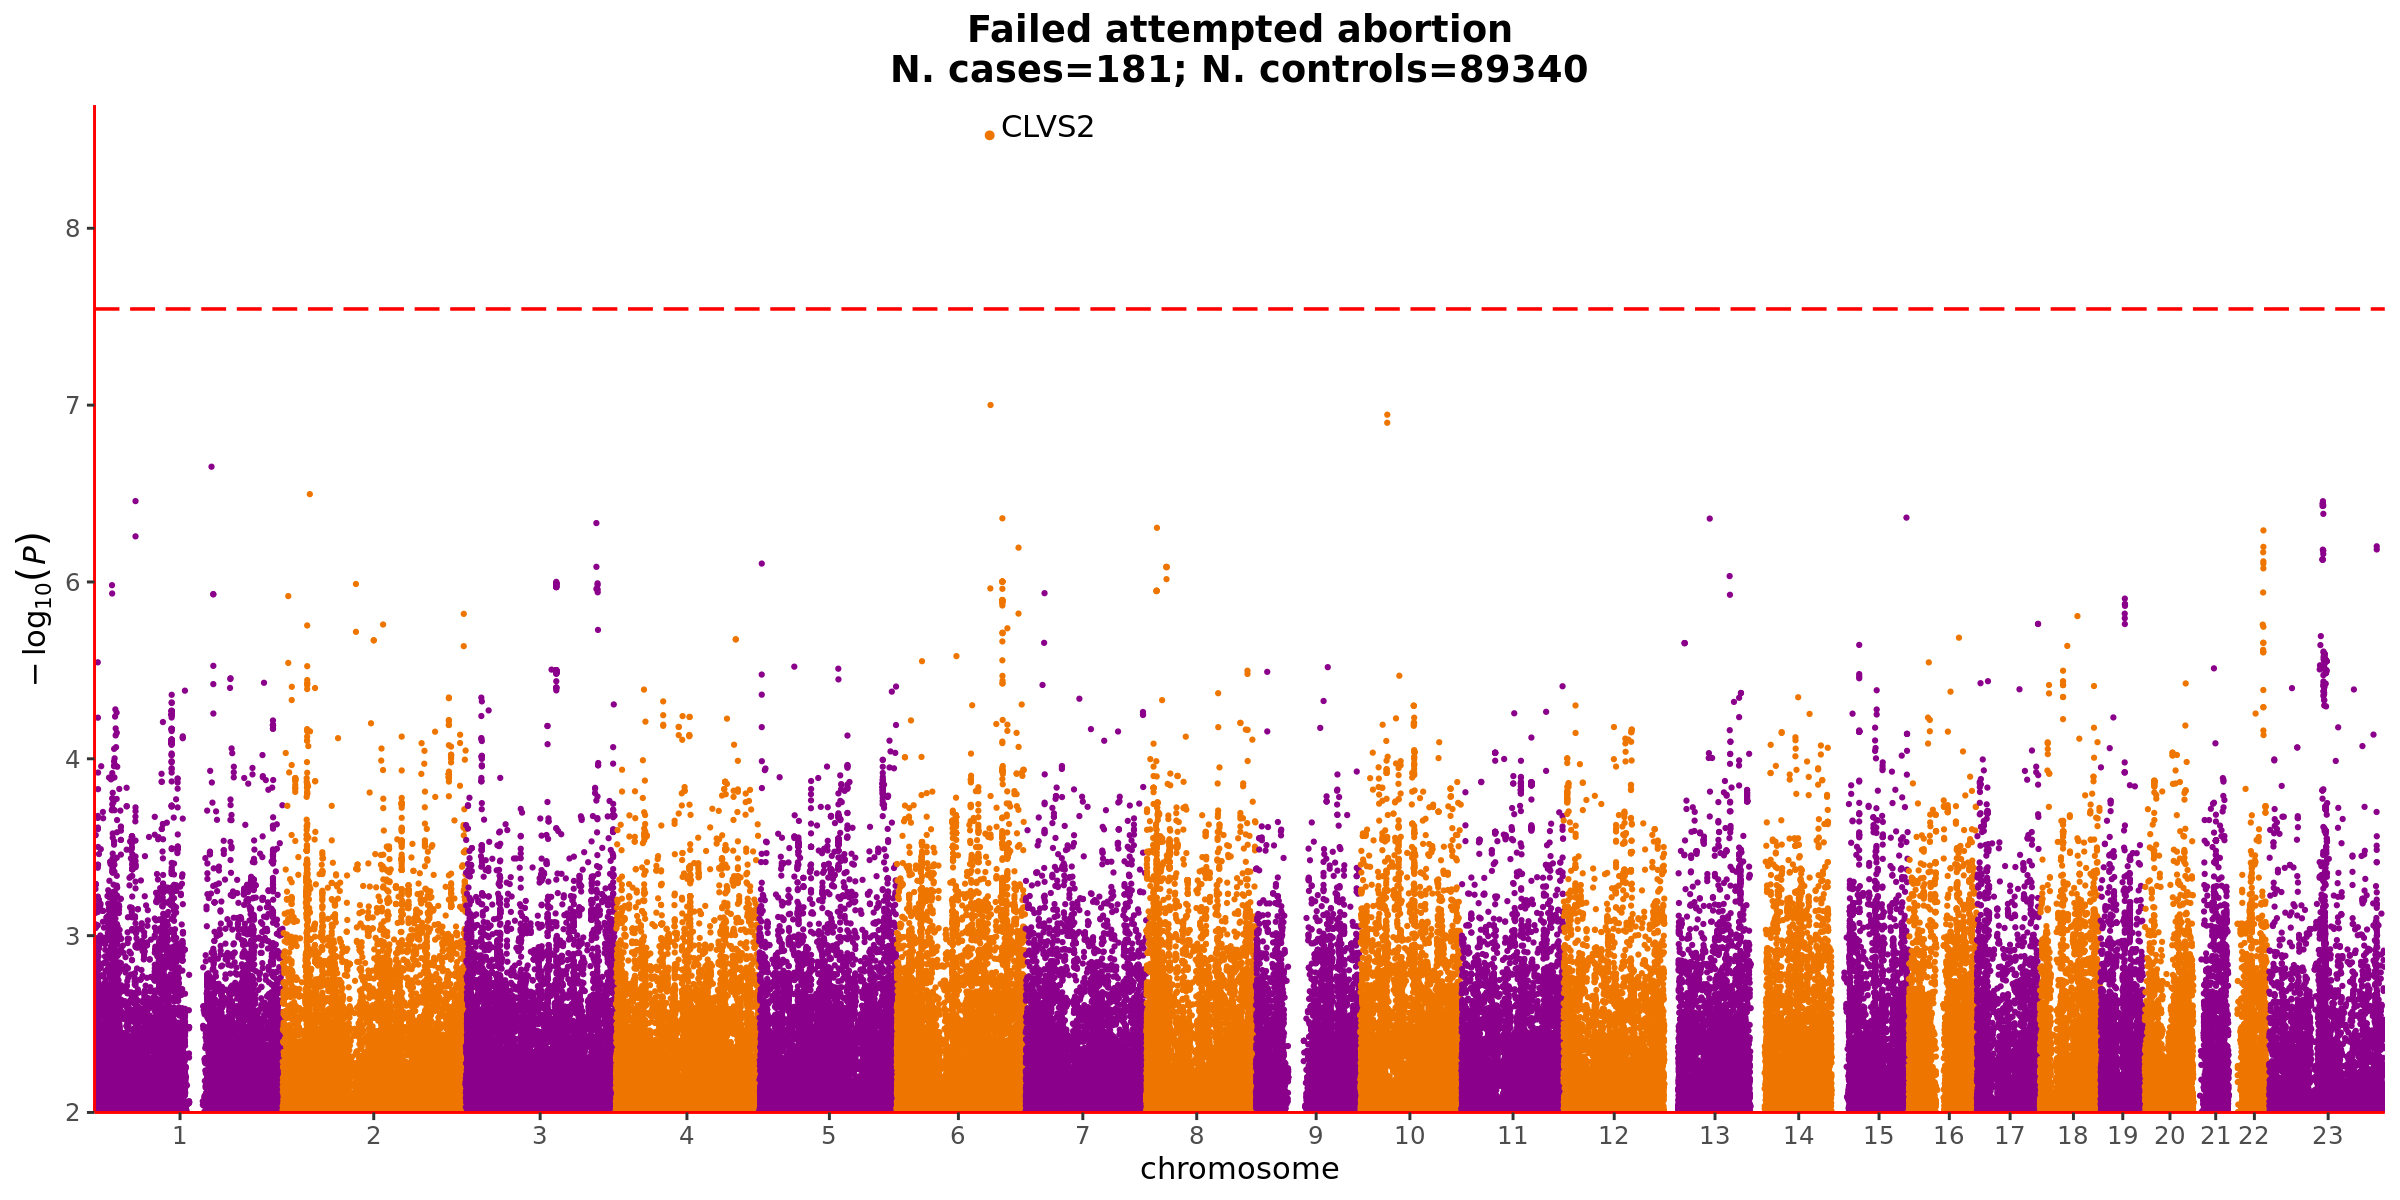 Failed attempted abortion
N. cases=181; N. controls=89340
CLVS2
8
7
6
4
3
2
−log10(P)
1 2 3 4 5 6 7 8 9 10 11 12 13 14 15 16 17 18 19 20 21 22 23
chromosome